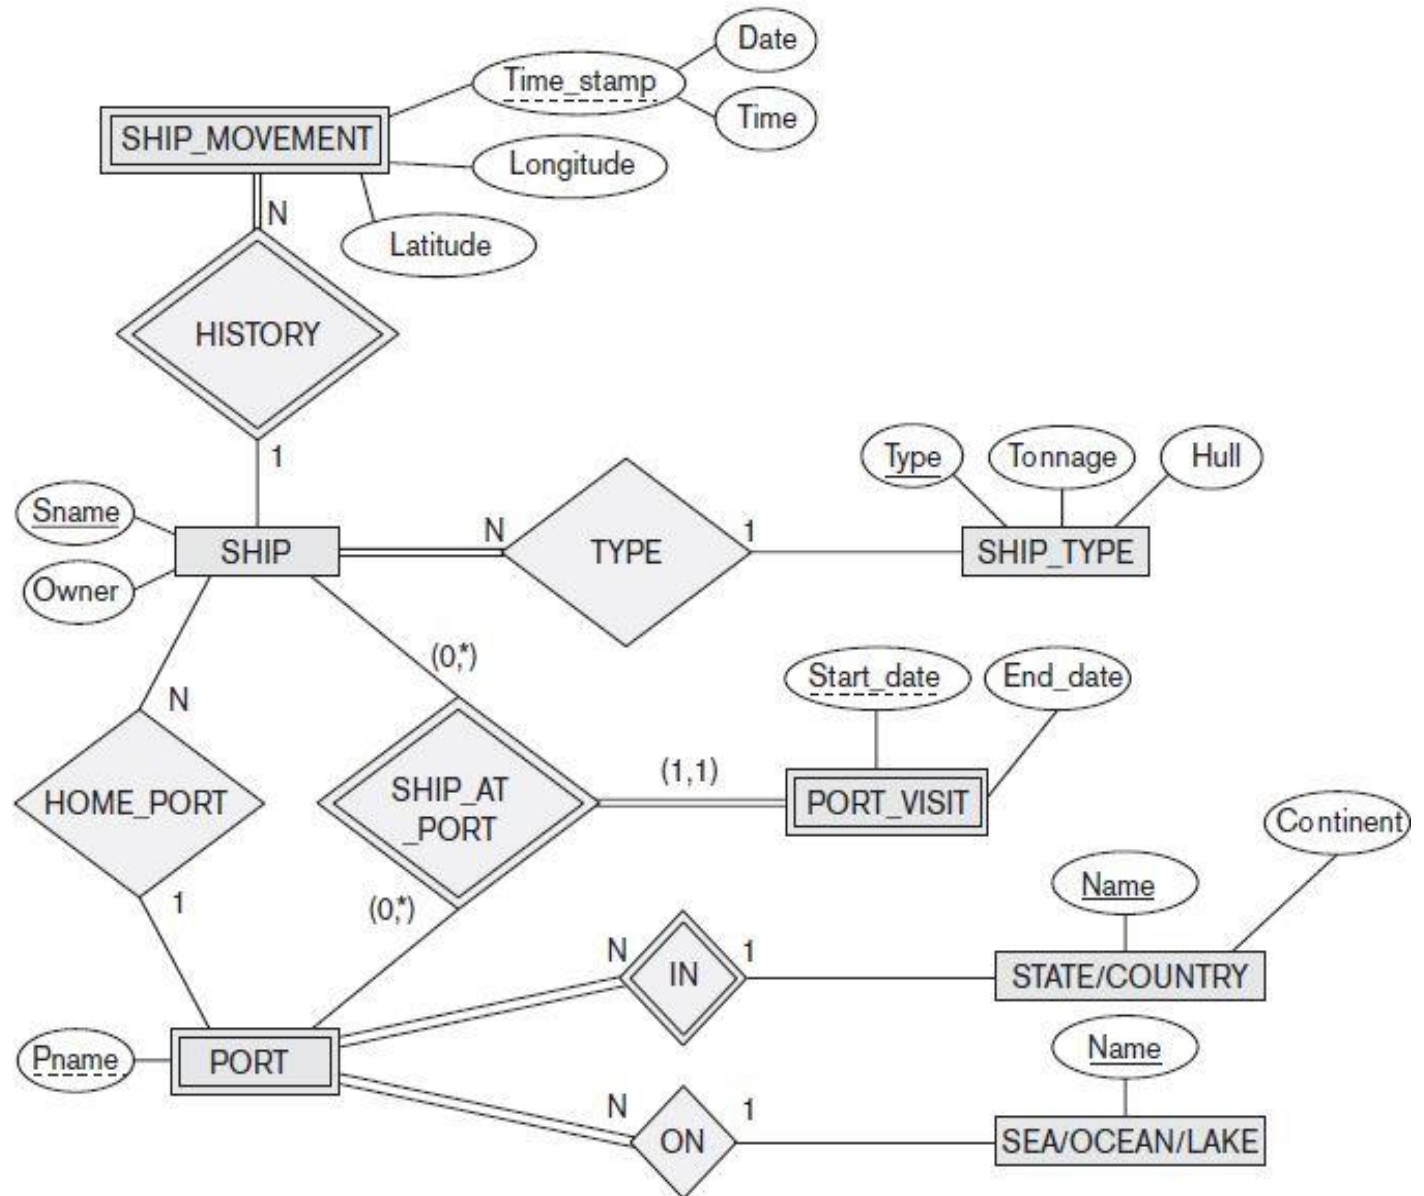 Date
Time_stamp
Time
SHIP_MOVEMENT
Longitude
N
Latitude
HISTORY
1
Type
Tonnage
Hull
Sname
N
1
SHIP
TYPE
SHIP_TYPE
Owner
(0,*)
Start_date
End_date
N
(1,1)
HOME_PORT
SHIP_AT
_PORT
PORT_VISIT
Continent
1
(0,*)
Name
N
1
IN
STATE/COUNTRY
Pname
PORT
Name
N
1
ON
SEA/OCEAN/LAKE